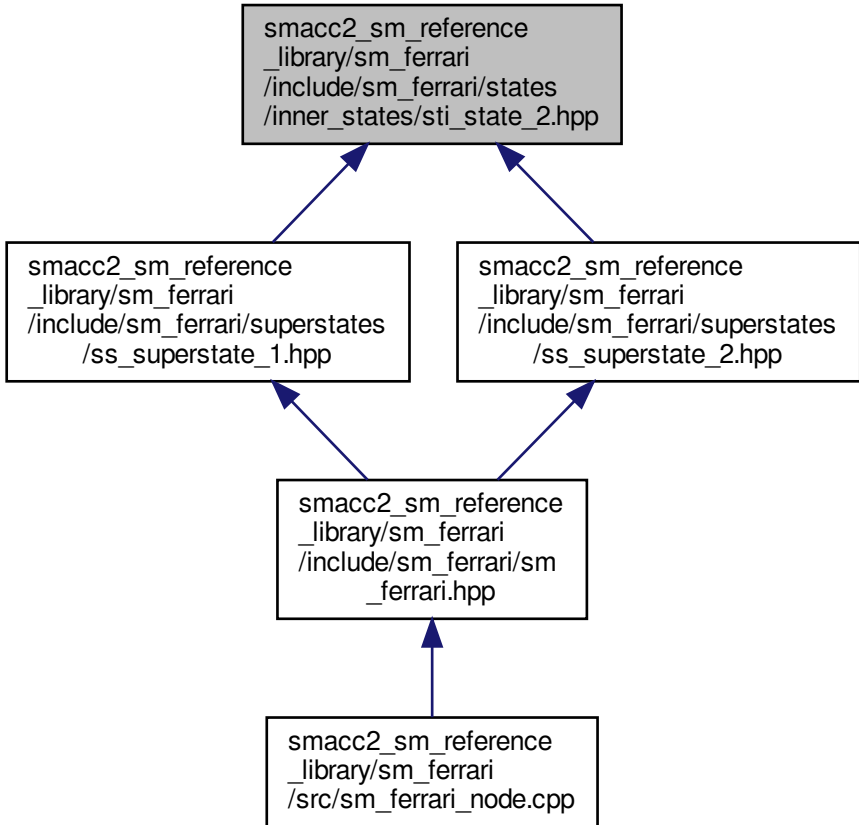 smacc2_sm_reference
_library/sm_ferrari
/include/sm_ferrari/states
/inner_states/sti_state_2.hpp
smacc2_sm_reference
_library/sm_ferrari
/include/sm_ferrari/superstates
/ss_superstate_1.hpp
smacc2_sm_reference
_library/sm_ferrari
/include/sm_ferrari/superstates
/ss_superstate_2.hpp
smacc2_sm_reference
_library/sm_ferrari
/include/sm_ferrari/sm
_ferrari.hpp
smacc2_sm_reference
_library/sm_ferrari
/src/sm_ferrari_node.cpp